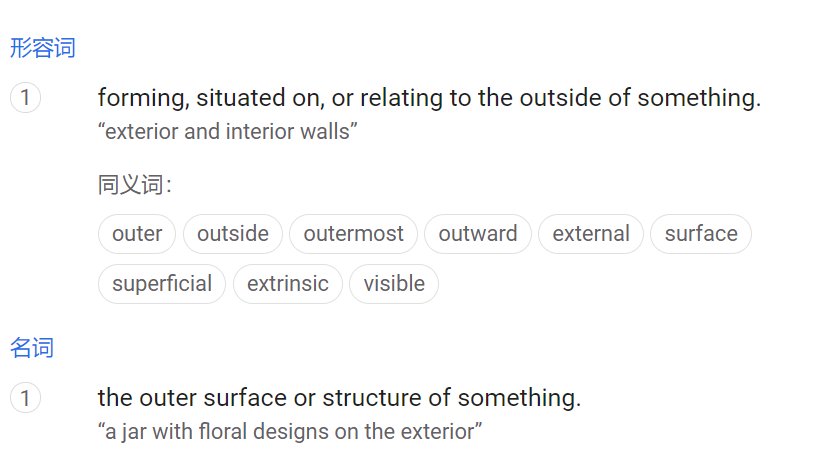 形容词
1 forming, situated on, or relating to the outside of something.
“exterior and interior walls”
同义词：
outer outside outermost outward external surface
superficial extrinsic visible
名词
1 the outer surface or structure of something.
“a jar with floral designs on the exterior”